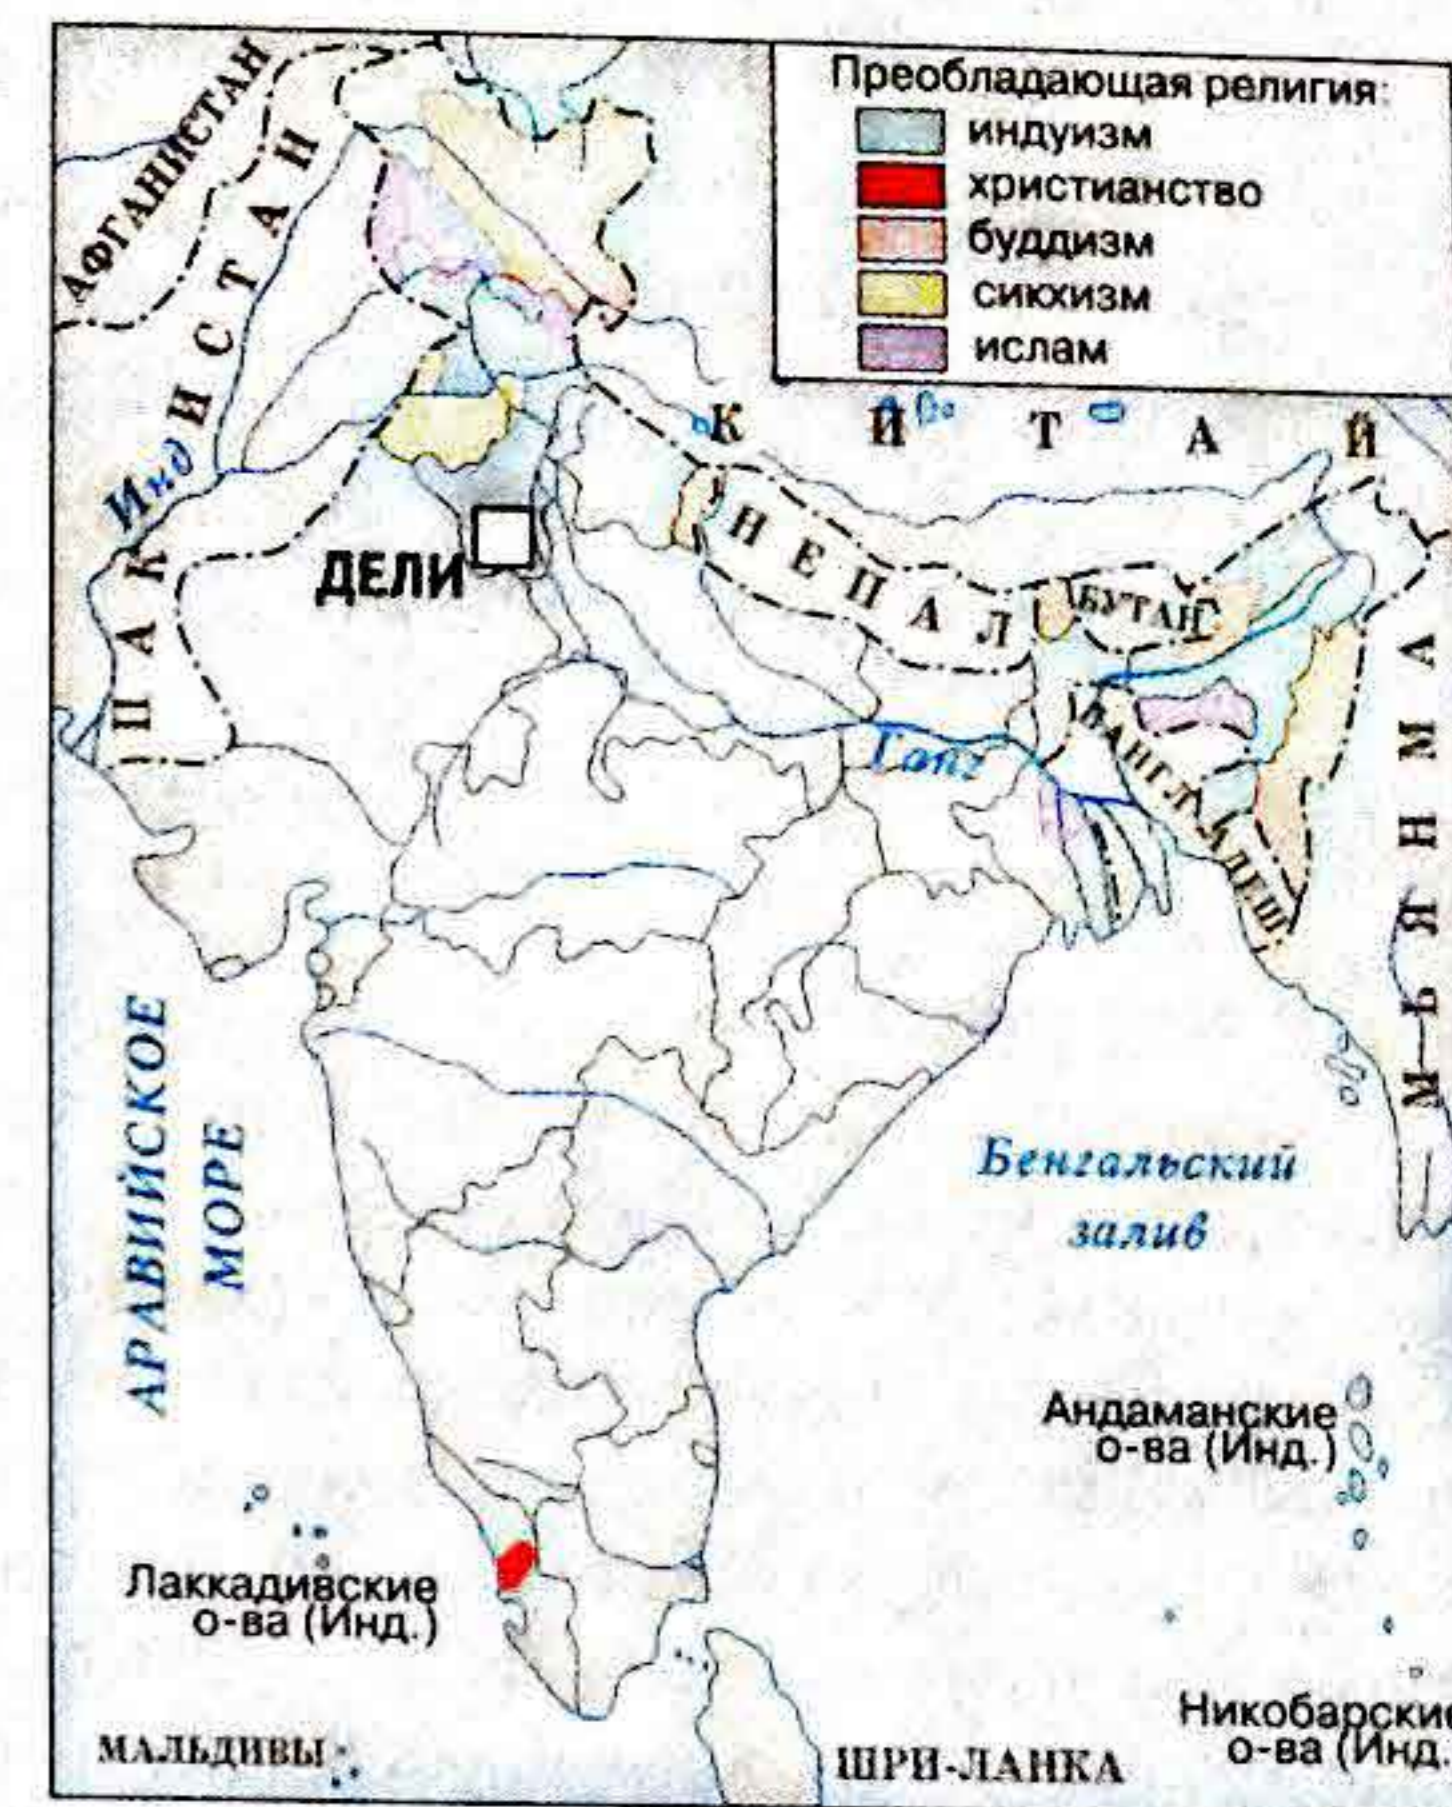 Преобладающая религия:
индуизм
христианство
буддизм
сикхизм
ислам
АФГАНИСТАН
ПАКИСТАН
Инд
КИТАЙ
ДЕЛИ
НЕПАЛ
БУТАН
Ганг
БАНГЛАДЕШ
МЬЯНМА
АРАВИЙСКОЕ
МОРЕ
Бенгальский
залив
Андаманские
о-ва (Инд.)
Лаккадивские
о-ва (Инд.)
Никобарские
о-ва (Инд.
МАЛЬДИВЫ
ШРИ-ЛАНКА